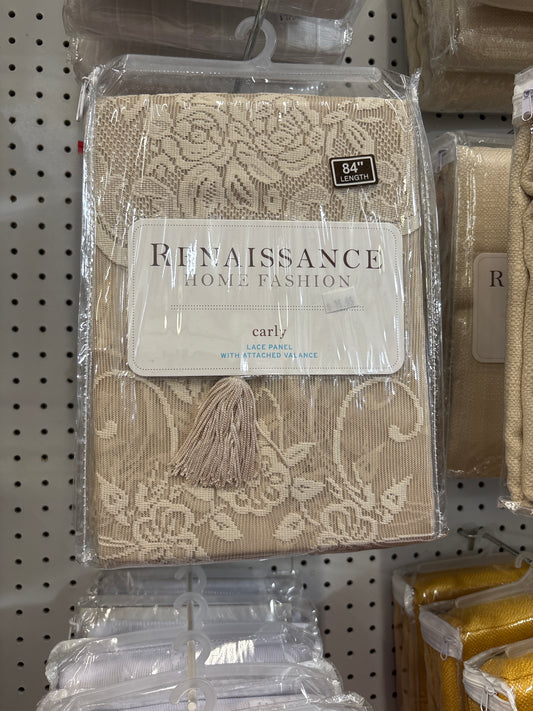 84"
LENGTH
RENAISSANCE
HOME FASHION
carly
LACE PANEL
WITH ATTACHED VALANCE
R